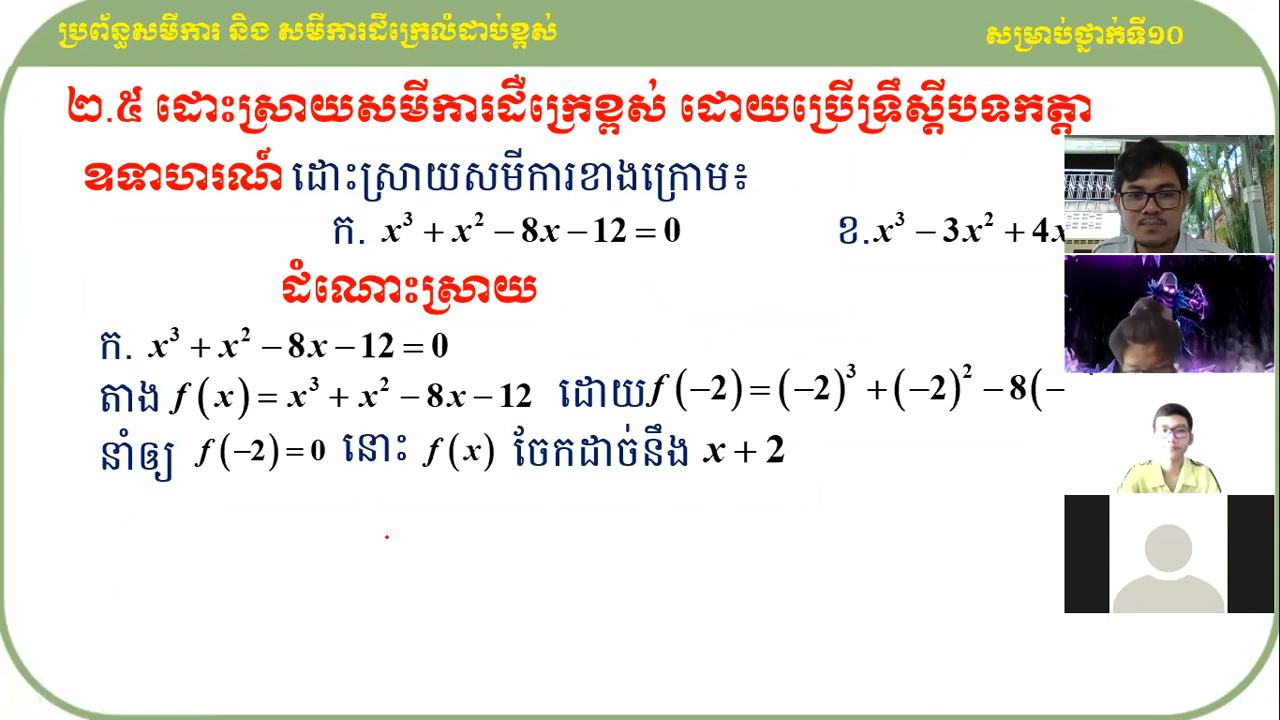 ប្រព័ន្ធសមីការ និង សមីការដឺក្រេលំដាប់ខ្ពស់
សម្រាប់ថ្នាក់ទី១០
២.៥ ដោះស្រាយសមីការដឺក្រេខ្ពស់ ដោយប្រើទ្រឹស្តីបទកត្តា
ឧទាហរណ៍ ដោះស្រាយសមីការខាងក្រោម៖
ក. x³ + x² − 8x − 12 = 0 ខ. x³ − 3x² + 4x
ដំណោះស្រាយ
ក. x³ + x² − 8x − 12 = 0
តាង f(x) = x³ + x² − 8x − 12 ដោយ f(−2) = (−2)³ + (−2)² − 8(−
នាំឲ្យ f(−2) = 0 នោះ f(x) ចែកដាច់នឹង x + 2